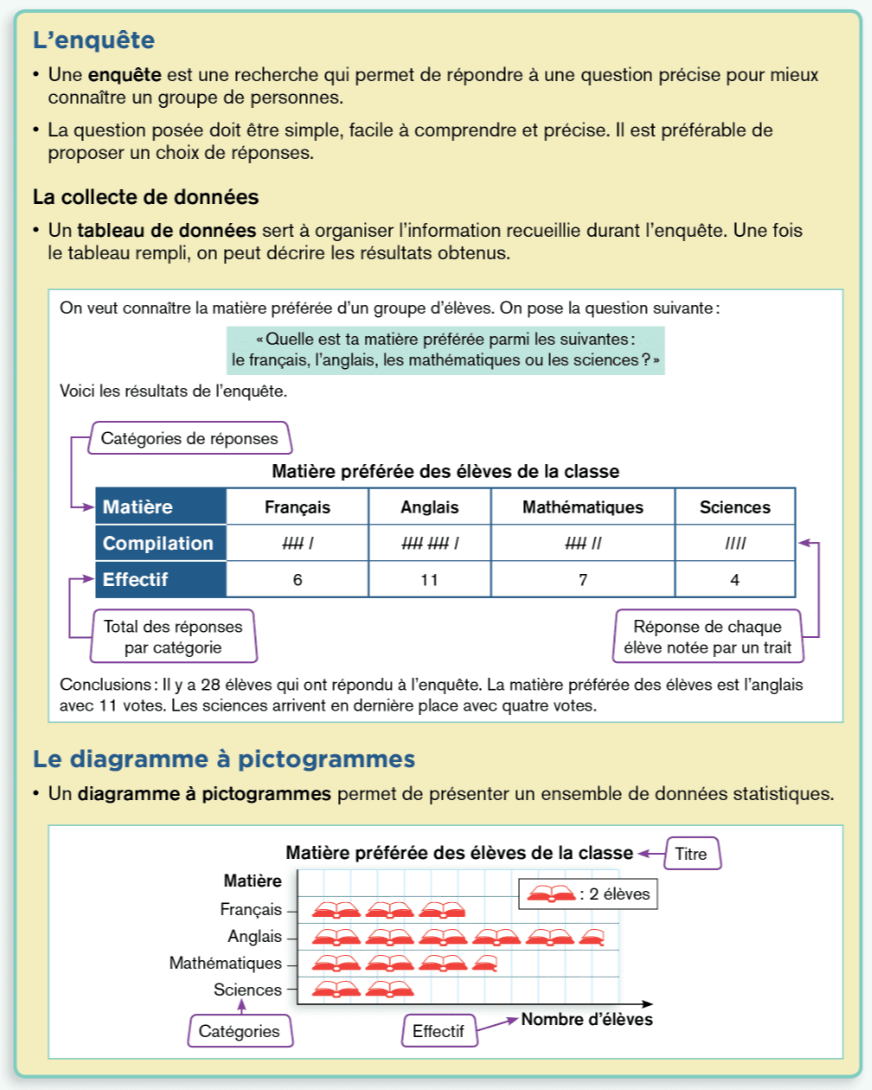 L'enquête
• Une enquête est une recherche qui permet de répondre à une question précise pour mieux
connaître un groupe de personnes.
• La question posée doit être simple, facile à comprendre et précise. Il est préférable de
proposer un choix de réponses.
La collecte de données
• Un tableau de données sert à organiser l'information recueillie durant l'enquête. Une fois
le tableau rempli, on peut décrire les résultats obtenus.
On veut connaître la matière préférée d'un groupe d'élèves. On pose la question suivante :
« Quelle est ta matière préférée parmi les suivantes :
le français, l'anglais, les mathématiques ou les sciences ? »
Voici les résultats de l'enquête.
Catégories de réponses
Matière préférée des élèves de la classe
Matière Français Anglais Mathématiques Sciences
Compilation
Effectif 6 11 7 4
Total des réponses
par catégorie
Réponse de chaque
élève notée par un trait
Conclusions : Il y a 28 élèves qui ont répondu à l'enquête. La matière préférée des élèves est l'anglais
avec 11 votes. Les sciences arrivent en dernière place avec quatre votes.
Le diagramme à pictogrammes
• Un diagramme à pictogrammes permet de présenter un ensemble de données statistiques.
Matière préférée des élèves de la classe
Titre
Matière
: 2 élèves
Français
Anglais
Mathématiques
Sciences
Nombre d'élèves
Catégories
Effectif